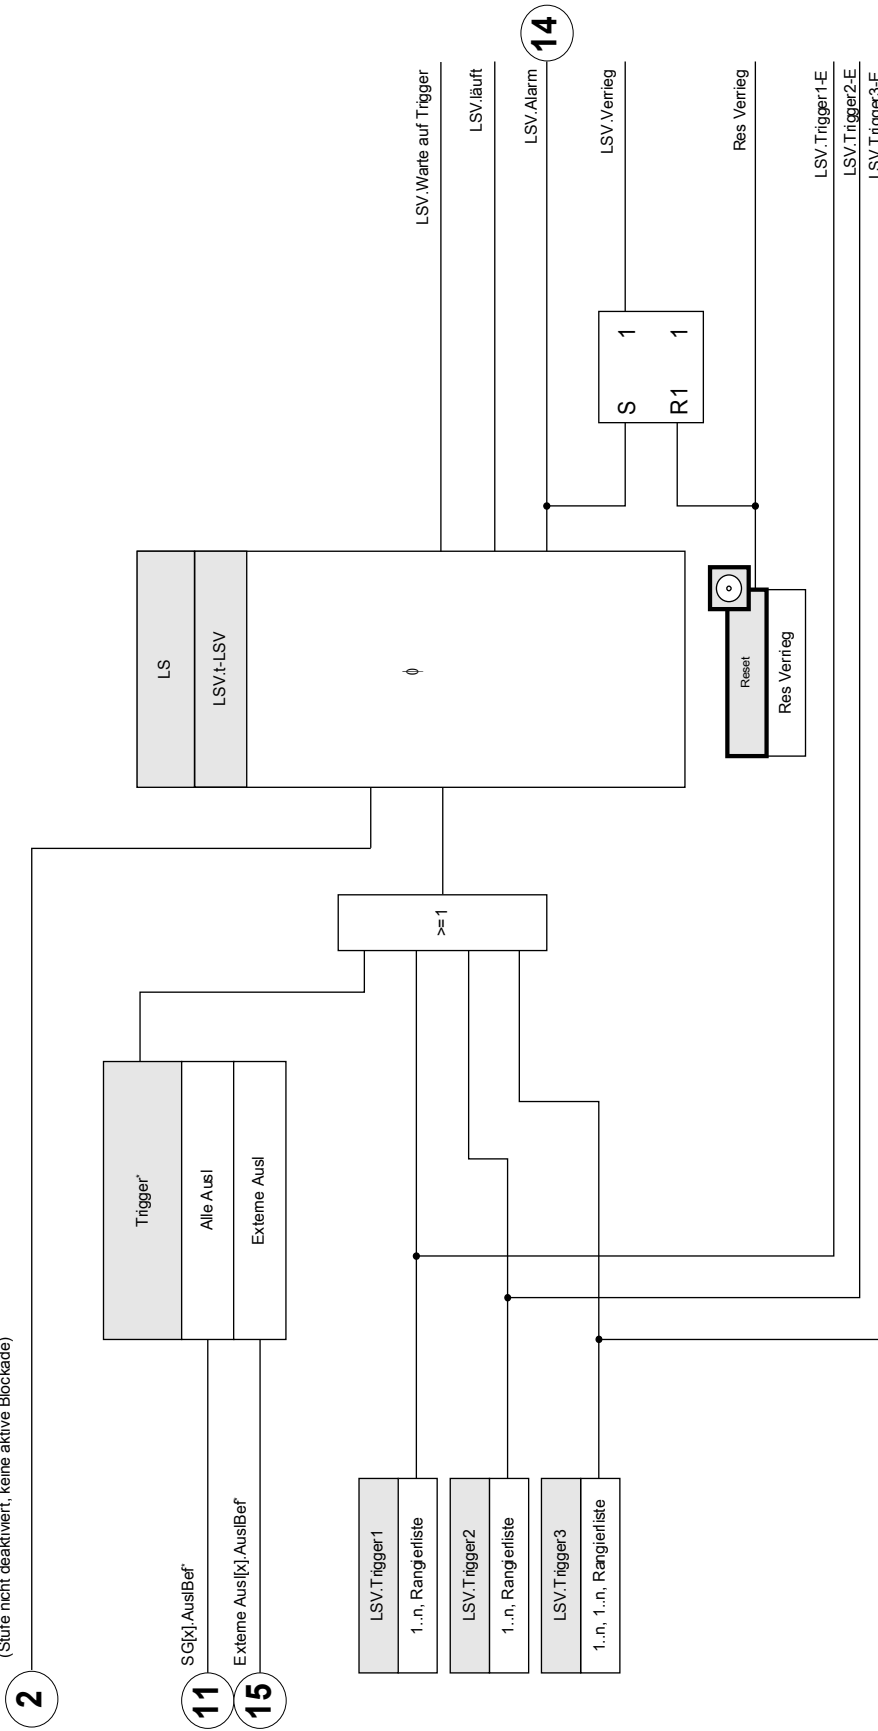 2
(Stufe nicht deaktiviert, keine aktive Blockade)
11
SG[x].AuslBef*
15
Externe Ausl[x].AuslBef*
Trigger*
Alle Ausl
Externe Ausl
LSV.Trigger1
1..n, Rangierliste
LSV.Trigger2
1..n, Rangierliste
LSV.Trigger3
1..n, 1..n, Rangierliste
>=1
LS
LSV.t-LSV
ϕ
LSV.Warte auf Trigger
LSV.läuft
LSV.Alarm
14
S
1
R1
1
LSV.Verrieg
Reset
Res Verrieg
Res Verrieg
LSV.Trigger1-E
LSV.Trigger2-E
LSV.Trigger3-E